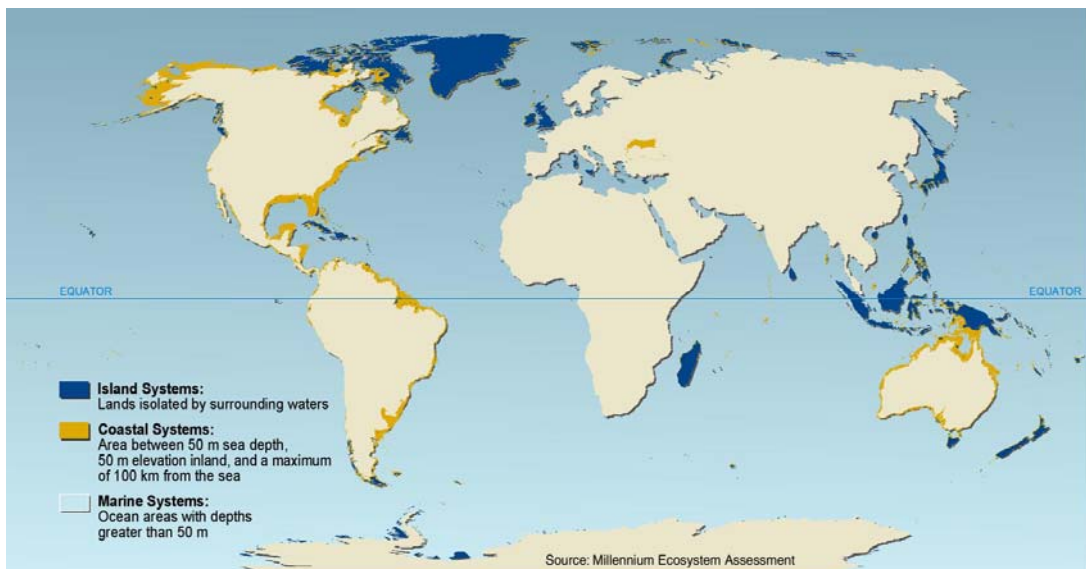 EQUATOR
EQUATOR
Island Systems:
Lands isolated by surrounding waters
Coastal Systems:
Area between 50 m sea depth,
50 m elevation inland, and a maximum
of 100 km from the sea
Marine Systems:
Ocean areas with depths
greater than 50 m
Source: Millennium Ecosystem Assessment